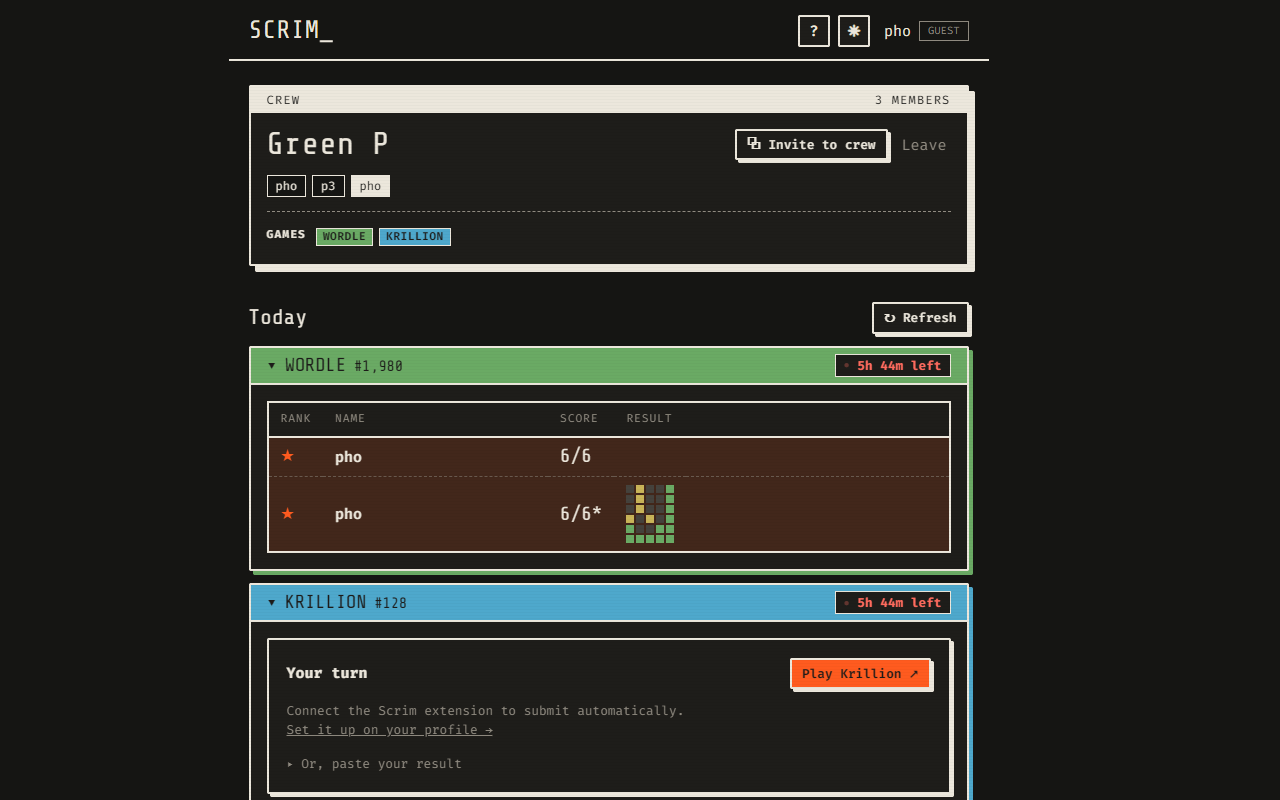 SCRIM_
? pho GUEST
CREW 3 MEMBERS
Green P Invite to crew Leave
pho p3 pho
GAMES WORDLE KRILLION
Today ↻ Refresh
▾ WORDLE #1,980 • 5h 44m left
RANK NAME SCORE RESULT
★ pho 6/6
★ pho 6/6*
▾ KRILLION #128 • 5h 44m left
Your turn Play Krillion ↗
Connect the Scrim extension to submit automatically.
Set it up on your profile →
▸ Or, paste your result